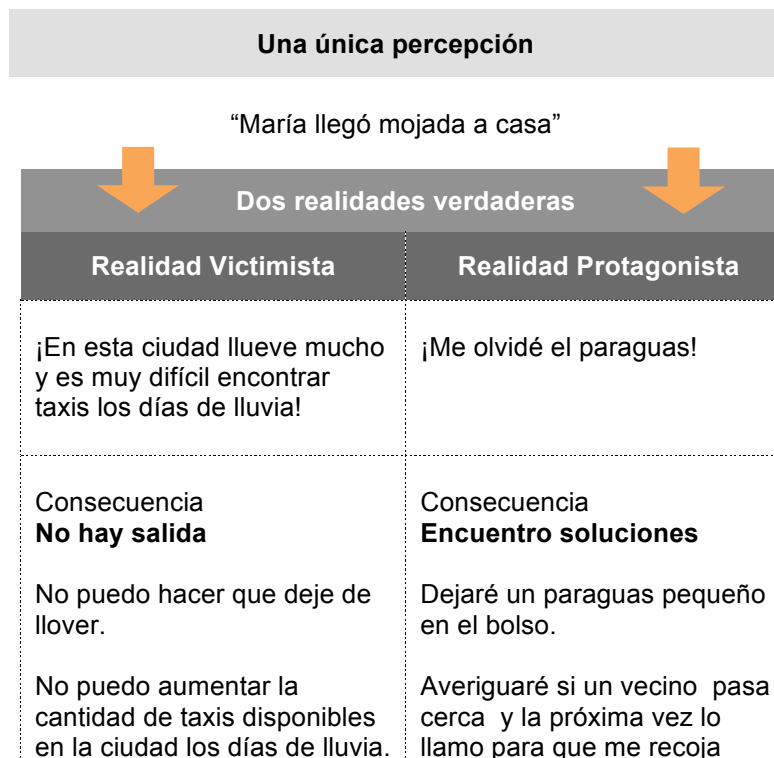 Una única percepción
“María llegó mojada a casa”
Dos realidades verdaderas
Realidad Victimista
Realidad Protagonista
¡En esta ciudad llueve mucho
y es muy difícil encontrar
taxis los días de lluvia!
¡Me olvidé el paraguas!
Consecuencia
No hay salida
No puedo hacer que deje de
llover.
No puedo aumentar la
cantidad de taxis disponibles
en la ciudad los días de lluvia.
Consecuencia
Encuentro soluciones
Dejaré un paraguas pequeño
en el bolso.
Averiguaré si un vecino pasa
cerca y la próxima vez lo
llamo para que me recoja